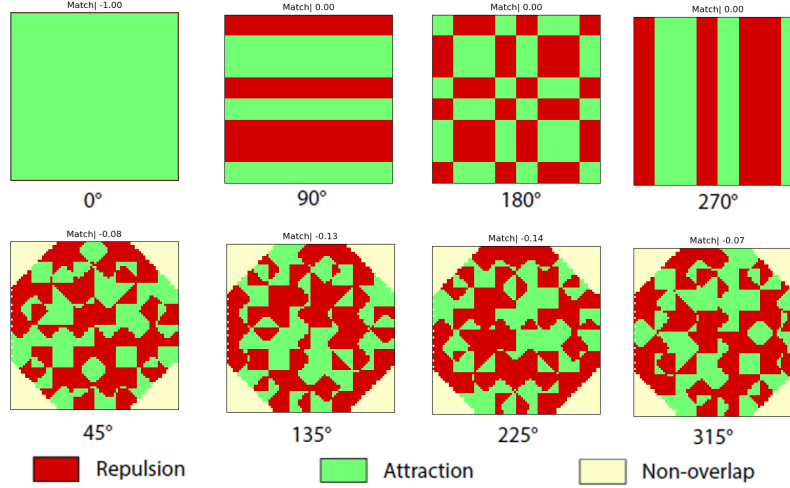 Match| -1.00
Match| 0.00
Match| 0.00
Match| 0.00
0°
90°
180°
270°
Match| -0.08
Match| -0.13
Match| -0.14
Match| -0.07
45°
135°
225°
315°
Repulsion
Attraction
Non-overlap